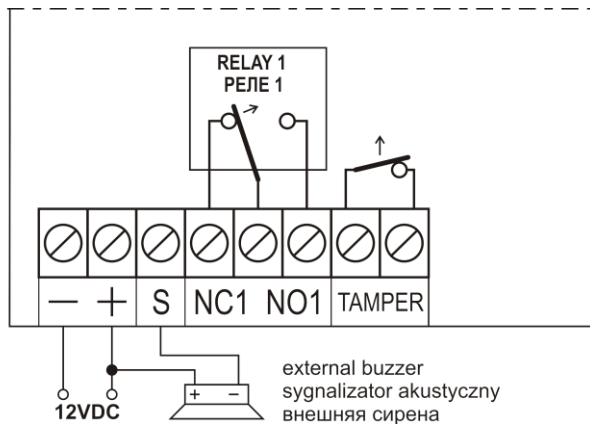 RELAY 1
РЕЛЕ 1
— + S NC1 NO1 TAMPER
+ −
12VDC
external buzzer
sygnalizator akustyczny
внешняя сирена